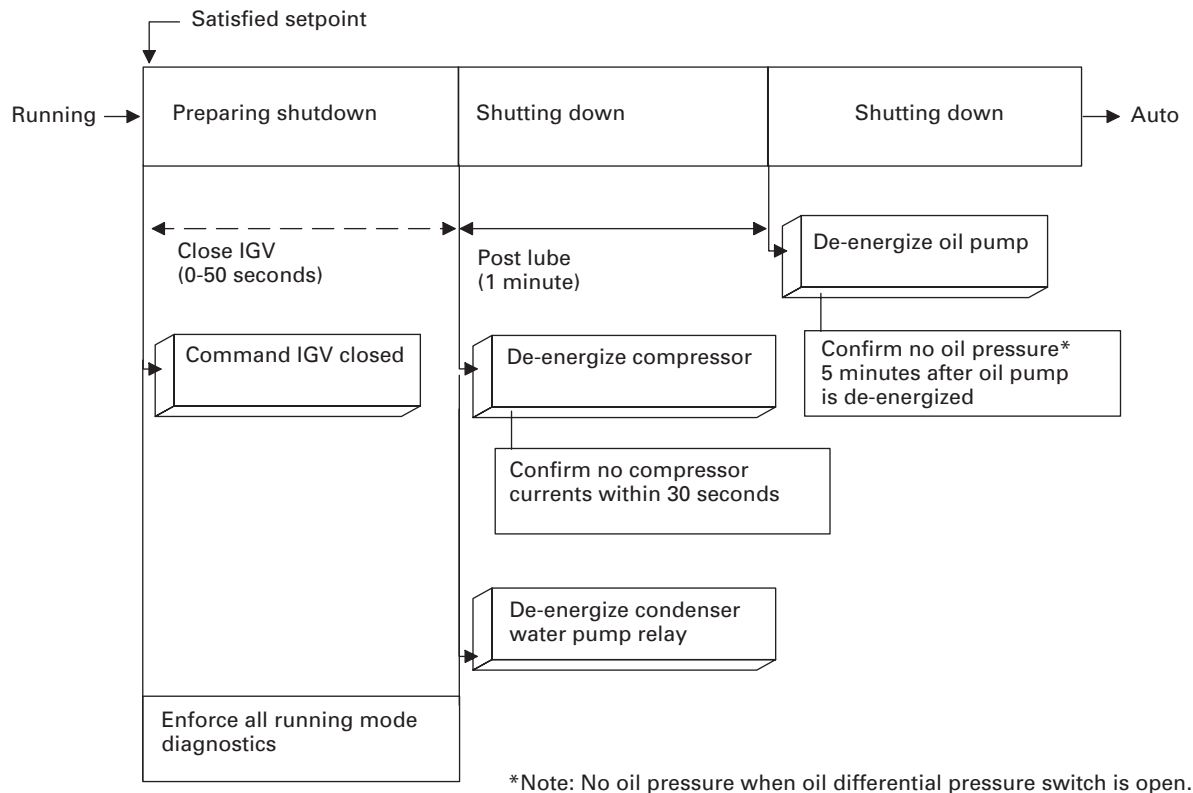 Satisfied setpoint
Running
Preparing shutdown
Shutting down
Shutting down
Auto
Close IGV
(0-50 seconds)
Post lube
(1 minute)
De-energize oil pump
Confirm no oil pressure*
5 minutes after oil pump
is de-energized
Command IGV closed
De-energize compressor
Confirm no compressor
currents within 30 seconds
De-energize condenser
water pump relay
Enforce all running mode
diagnostics
*Note: No oil pressure when oil differential pressure switch is open.